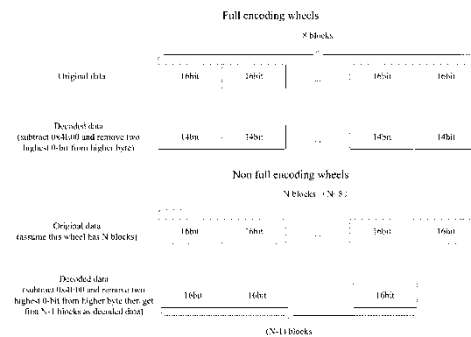 Full encoding wheels
8 blocks
Original data
16bit 16bit ... 16bit 16bit
Decoded data
(subtract 0x4E00 and remove two
highest 0-bit from higher byte)
14bit 14bit ... 14bit 14bit
Non full encoding wheels
N blocks (N<8)
Original data
(assume this wheel has N blocks)
16bit 16bit ... 16bit 16bit
Decoded data
(subtract 0x4E00 and remove two
highest 0-bit from higher byte then get
first N-1 blocks as decoded data)
16bit 16bit 16bit
(N-1) blocks